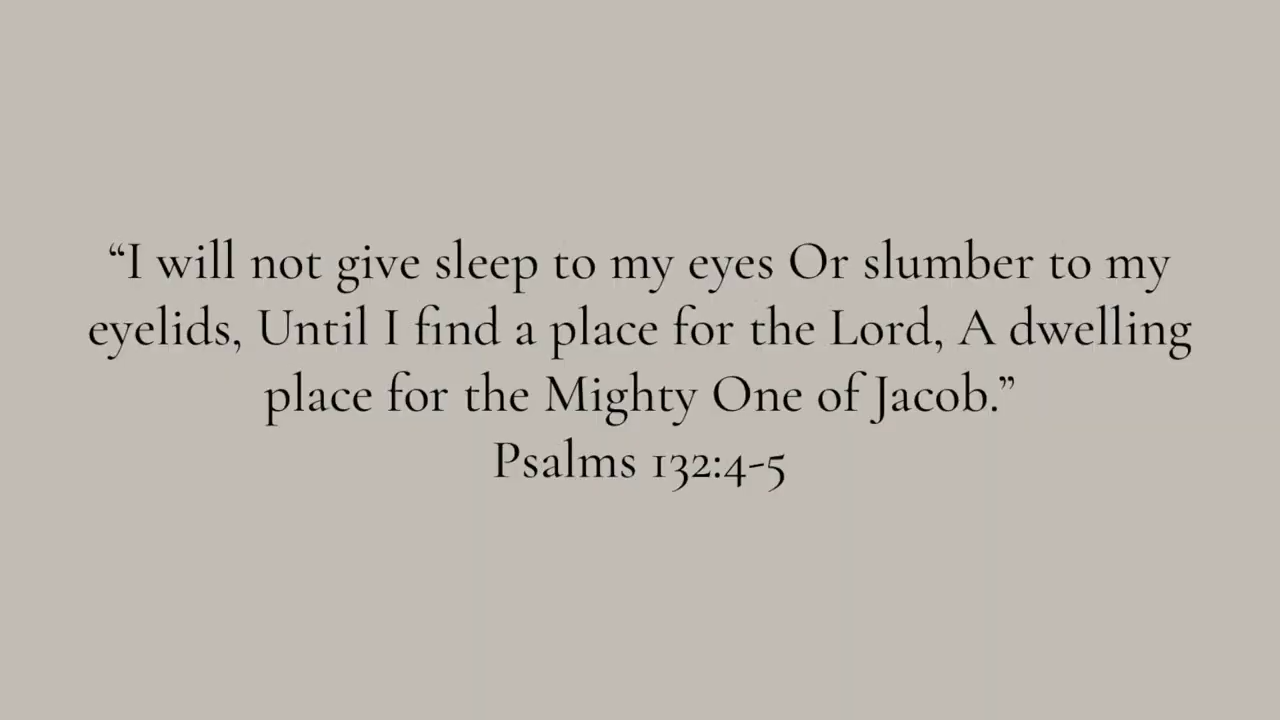 “I will not give sleep to my eyes Or slumber to my
eyelids, Until I find a place for the Lord, A dwelling
place for the Mighty One of Jacob.”
Psalms 132:4-5